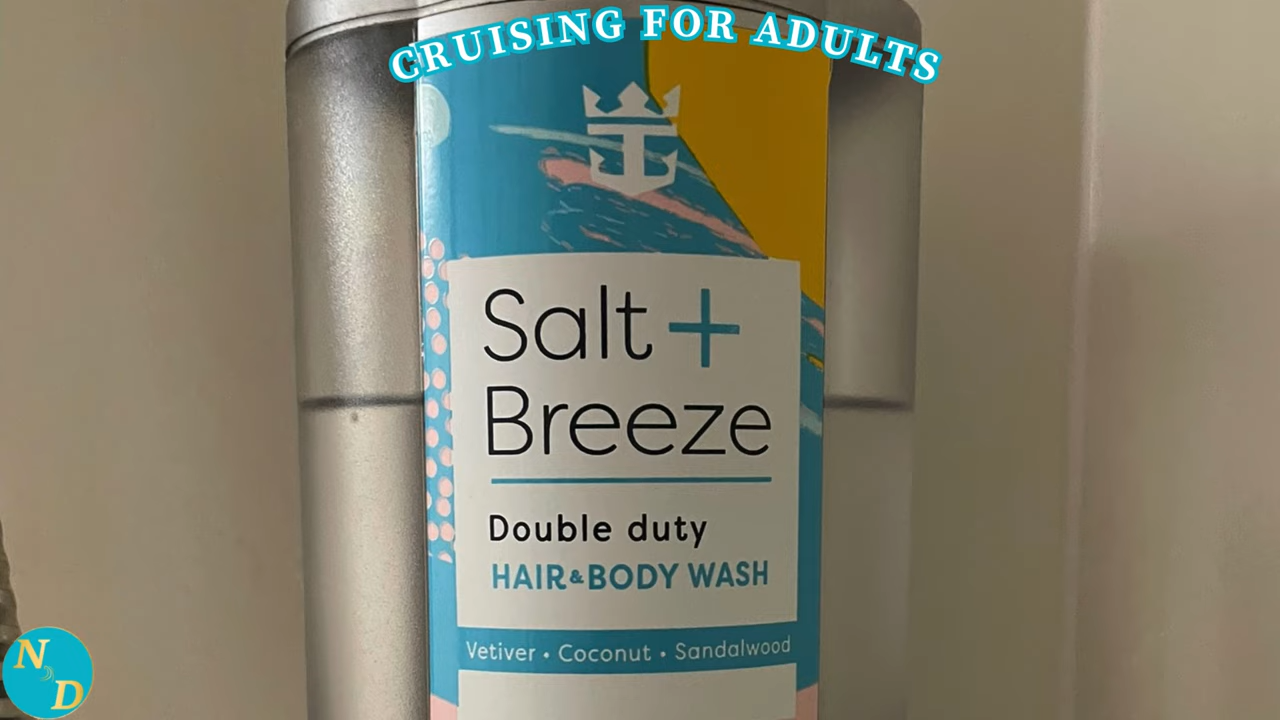 CRUISING FOR ADULTS
Salt +
Breeze
Double duty
HAIR & BODY WASH
Vetiver • Coconut • Sandalwood
N
D